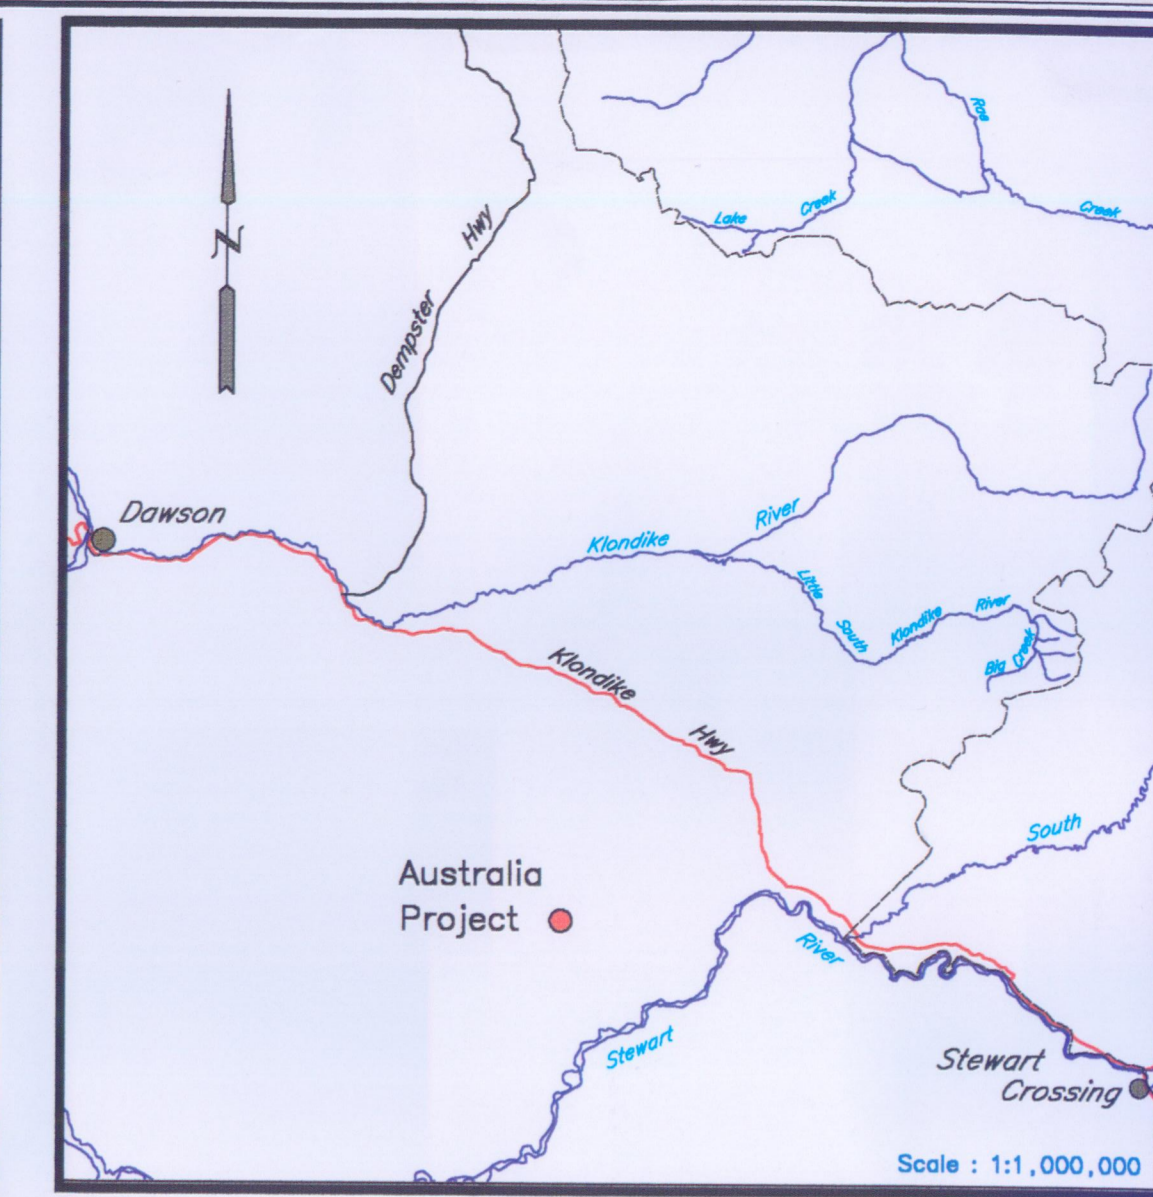 Roe
Creek
Lake
Creek
N
Dempster Hwy
Dawson
Klondike
River
Little
South
Klondike
River
Big Creek
Klondike
Hwy
South
Australia
Project
River
Stewart
Stewart
Crossing
Scale : 1:1,000,000